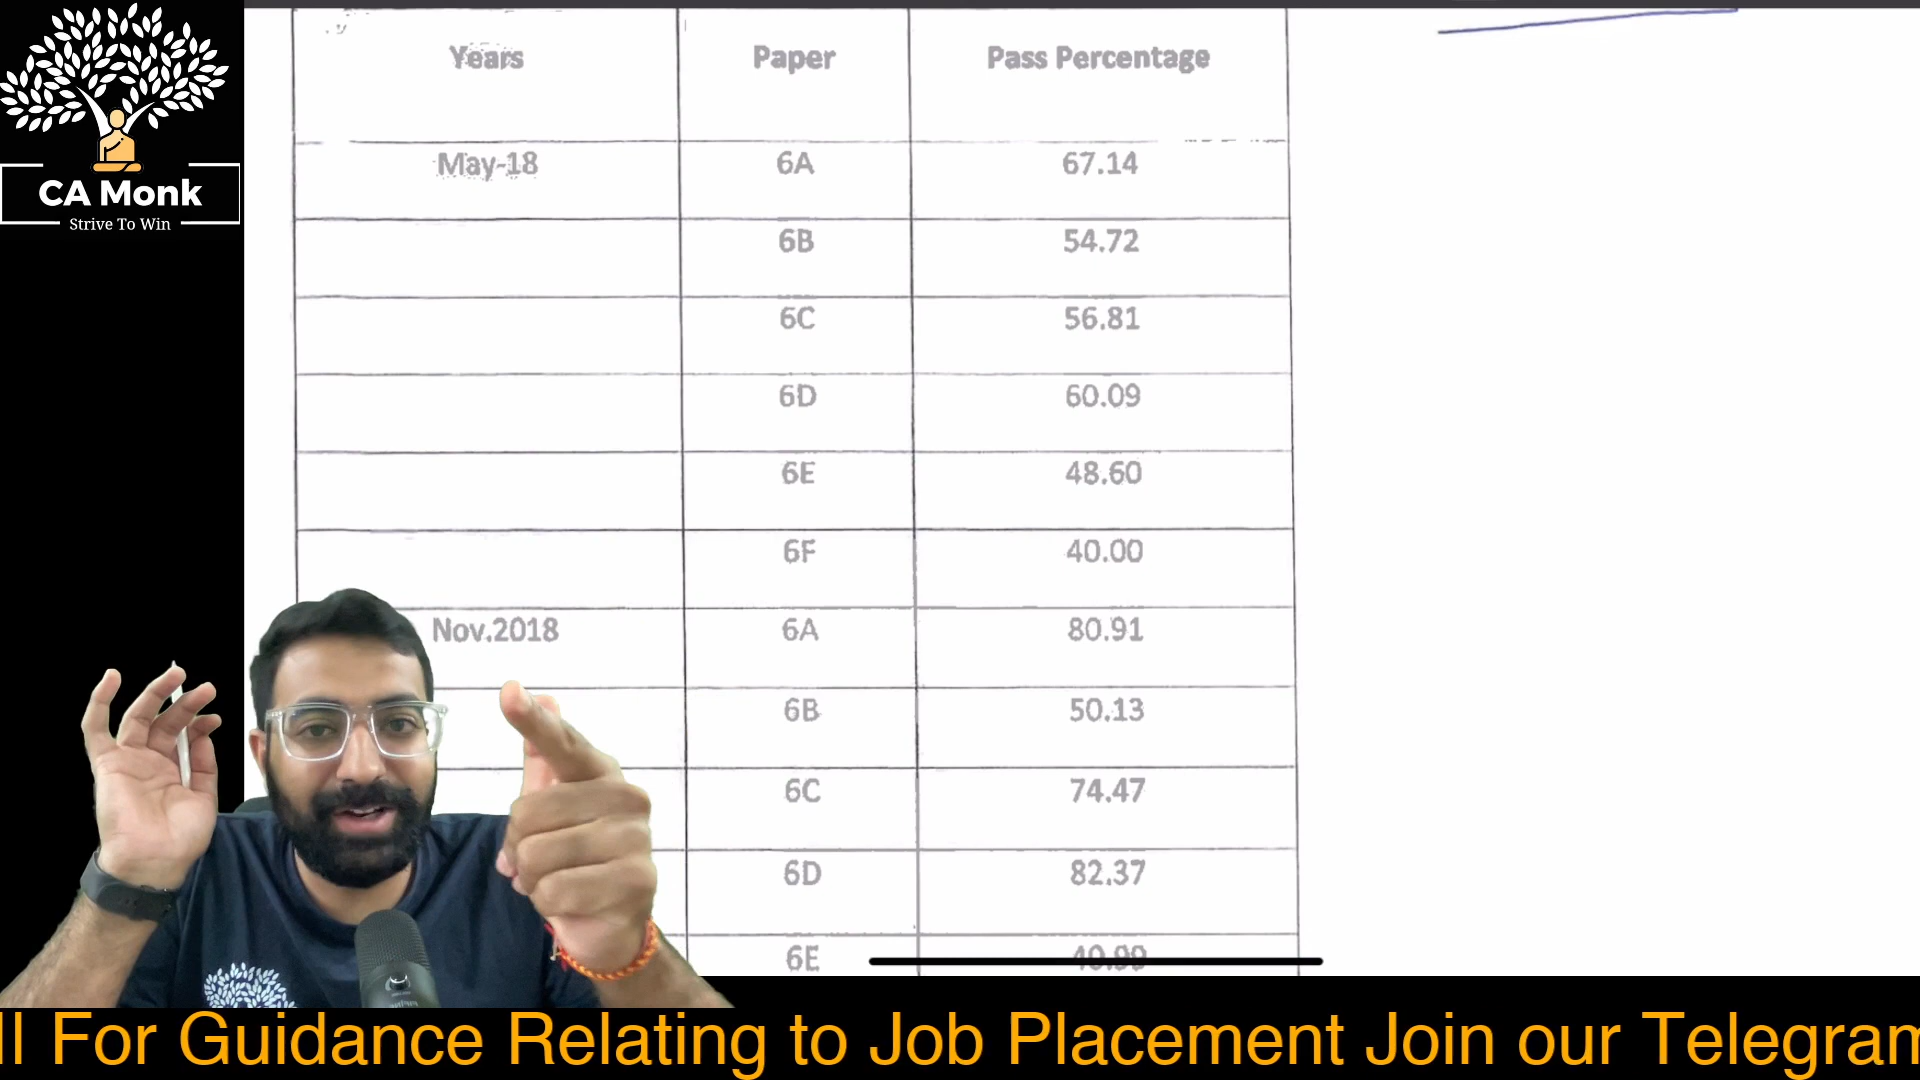 CA Monk
Strive To Win
Years Paper Pass Percentage
May-18 6A 67.14
6B 54.72
6C 56.81
6D 60.09
6E 48.60
6F 40.00
Nov.2018 6A 80.91
6B 50.13
6C 74.47
6D 82.37
6E 40.99
ll For Guidance Relating to Job Placement Join our Telegram